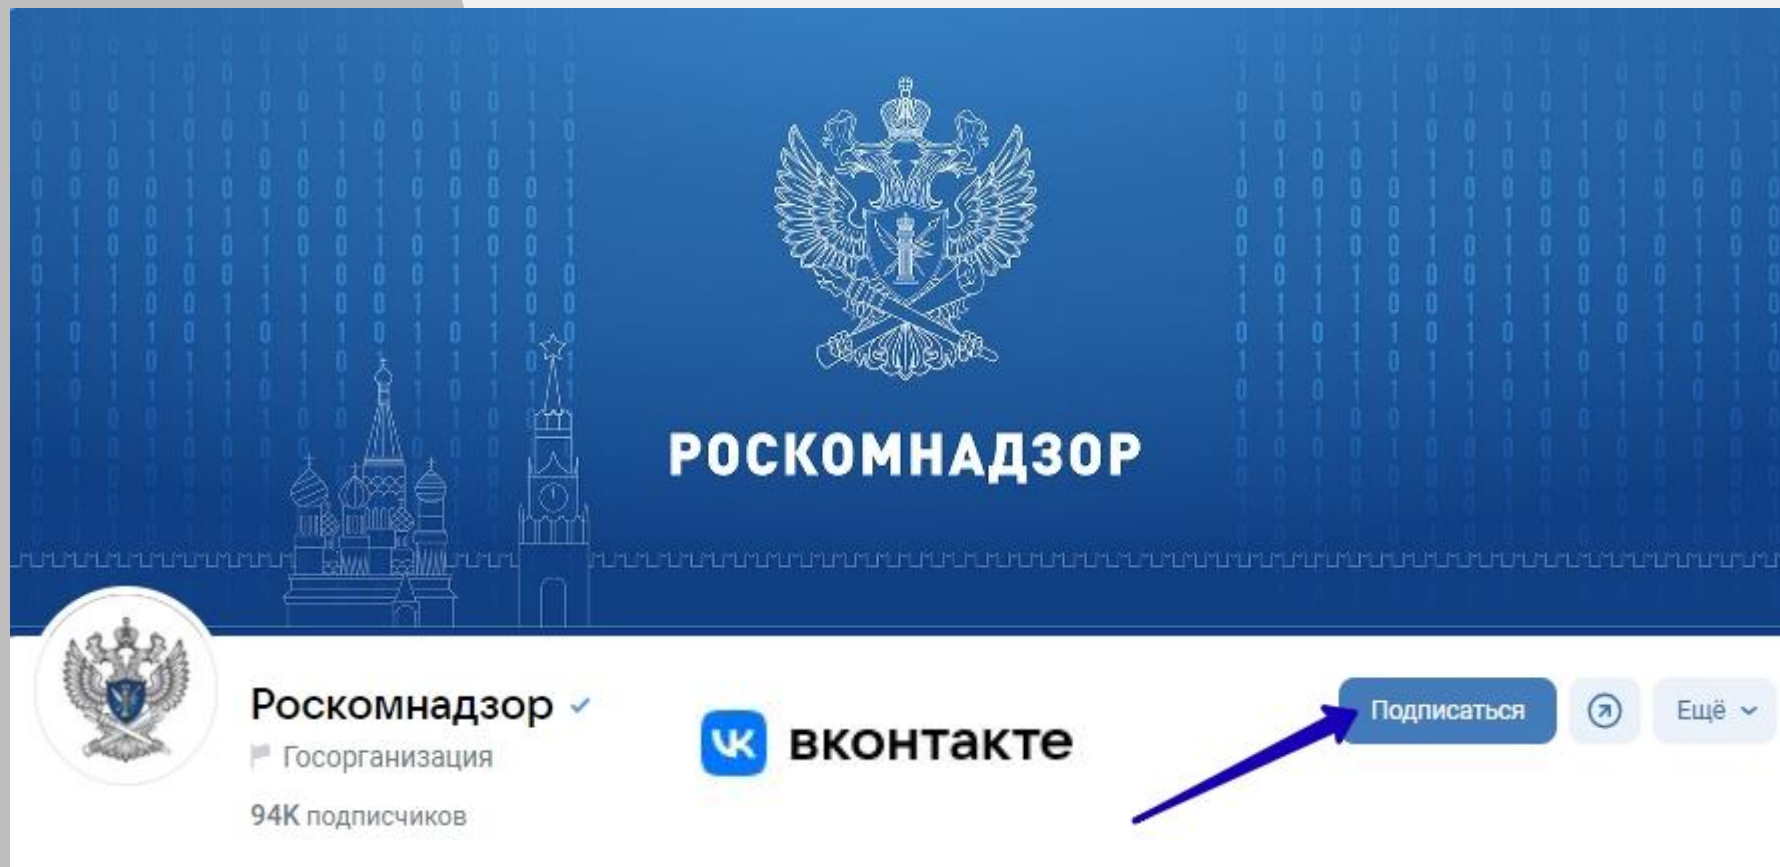 РОСКОМНАДЗОР
Роскомнадзор
Госорганизация
94K подписчиков
вконтакте
Подписаться
Ещё